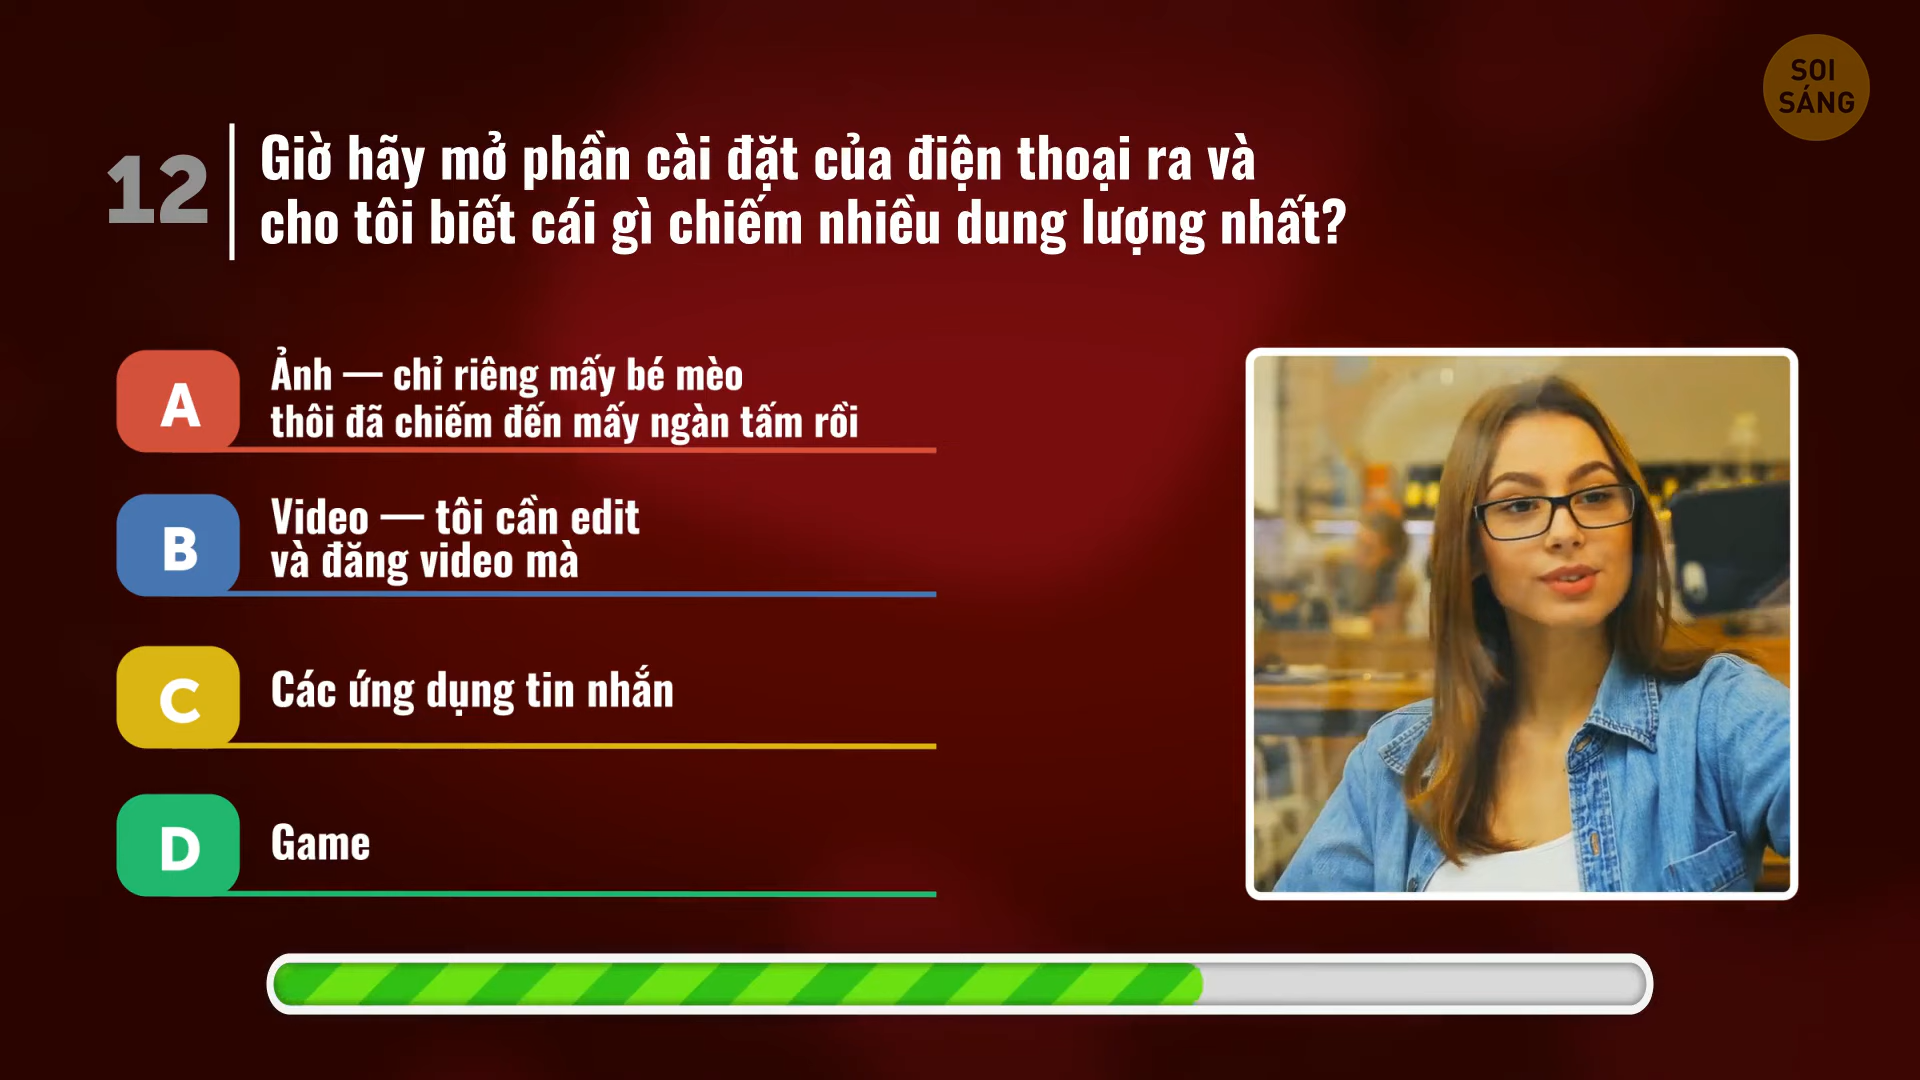 SOI
SÁNG
12
Giờ hãy mở phần cài đặt của điện thoại ra và
cho tôi biết cái gì chiếm nhiều dung lượng nhất?
A
Ảnh — chỉ riêng mấy bé mèo
thôi đã chiếm đến mấy ngàn tấm rồi
B
Video — tôi cần edit
và đăng video mà
C
Các ứng dụng tin nhắn
D
Game